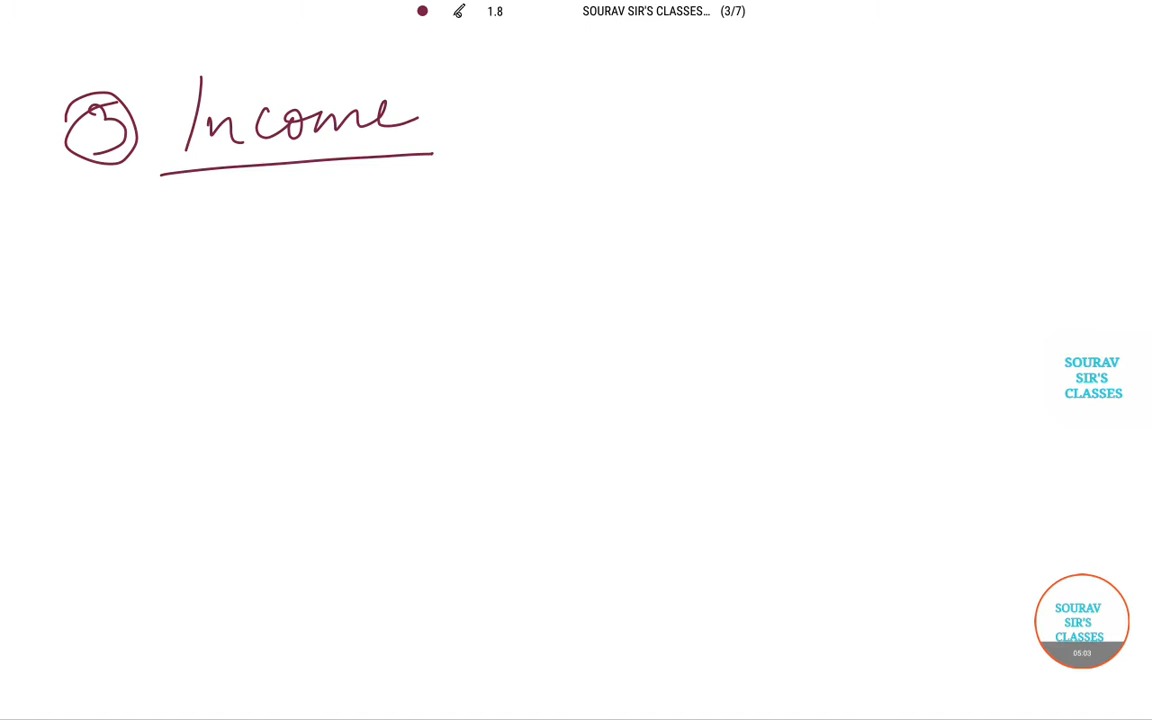 1.8 SOURAV SIR'S CLASSES... (3/7)
③ Income
SOURAV
SIR'S
CLASSES
SOURAV
SIR'S
CLASSES
05:03